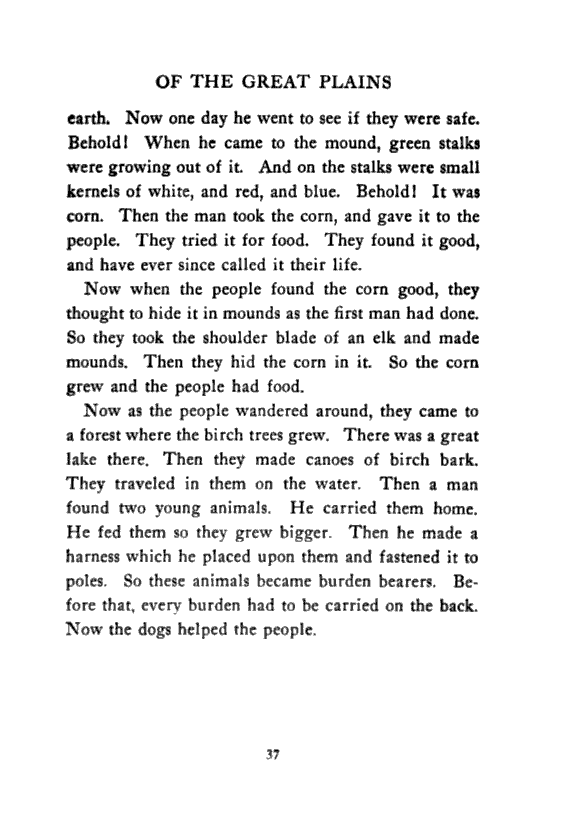 OF THE GREAT PLAINS
earth. Now one day he went to see if they were safe.
Behold! When he came to the mound, green stalks
were growing out of it. And on the stalks were small
kernels of white, and red, and blue. Behold! It was
corn. Then the man took the corn, and gave it to the
people. They tried it for food. They found it good,
and have ever since called it their life.
Now when the people found the corn good, they
thought to hide it in mounds as the first man had done.
So they took the shoulder blade of an elk and made
mounds. Then they hid the corn in it. So the corn
grew and the people had food.
Now as the people wandered around, they came to
a forest where the birch trees grew. There was a great
lake there. Then they made canoes of birch bark.
They traveled in them on the water. Then a man
found two young animals. He carried them home.
He fed them so they grew bigger. Then he made a
harness which he placed upon them and fastened it to
poles. So these animals became burden bearers. Be-
fore that, every burden had to be carried on the back.
Now the dogs helped the people.
37